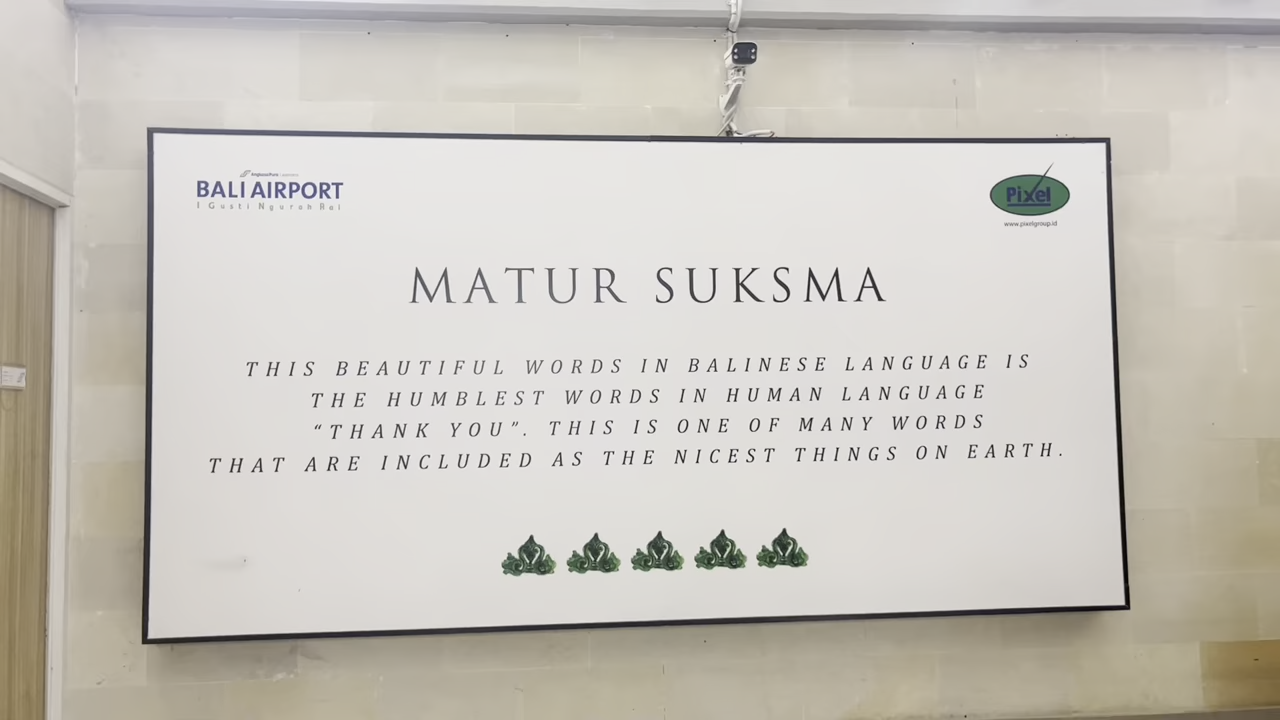 BALI AIRPORT
I Gusti Ngurah Rai
Pixel
www.pixelgroup.id
MATUR SUKSMA
THIS BEAUTIFUL WORDS IN BALINESE LANGUAGE IS
THE HUMBLEST WORDS IN HUMAN LANGUAGE
“THANK YOU”. THIS IS ONE OF MANY WORDS
THAT ARE INCLUDED AS THE NICEST THINGS ON EARTH.